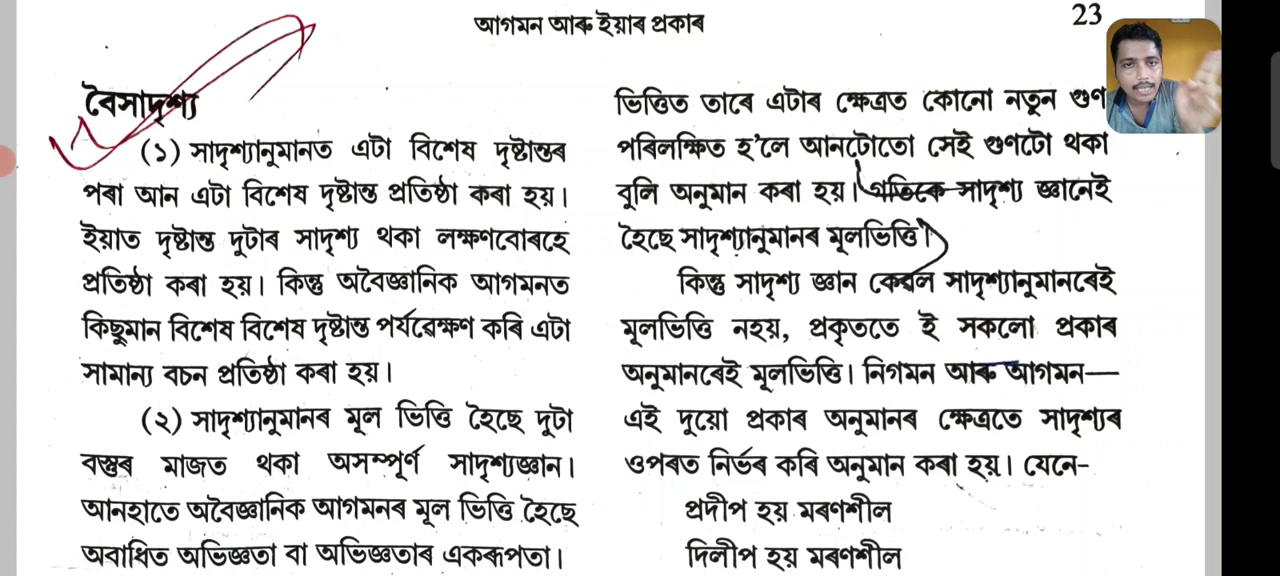 আগমন আৰু ইয়াৰ প্ৰকাৰ
23
বৈসাদৃশ্য
(১) সাদৃশ্যানুমানত এটা বিশেষ দৃষ্টান্তৰ
পৰা আন এটা বিশেষ দৃষ্টান্ত প্ৰতিষ্ঠা কৰা হয়।
ইয়াত দৃষ্টান্ত দুটাৰ সাদৃশ্য থকা লক্ষণবোৰহে
প্ৰতিষ্ঠা কৰা হয়। কিন্তু অবৈজ্ঞানিক আগমনত
কিছুমান বিশেষ বিশেষ দৃষ্টান্ত পৰ্যৱেক্ষণ কৰি এটা
সামান্য বচন প্ৰতিষ্ঠা কৰা হয়।
(২) সাদৃশ্যানুমানৰ মূল ভিত্তি হৈছে দুটা
বস্তুৰ মাজত থকা অসম্পূৰ্ণ সাদৃশ্যজ্ঞান।
আনহাতে অবৈজ্ঞানিক আগমনৰ মূল ভিত্তি হৈছে
অবাধিত অভিজ্ঞতা বা অভিজ্ঞতাৰ একৰূপতা।
ভিত্তিত তাৰে এটাৰ ক্ষেত্ৰত কোনো নতুন গুণ
পৰিলক্ষিত হ'লে আনটোতো সেই গুণটো থকা
বুলি অনুমান কৰা হয়। গতিকে সাদৃশ্য জ্ঞানেই
হৈছে সাদৃশ্যানুমানৰ মূলভিত্তি।
কিন্তু সাদৃশ্য জ্ঞান কেৱল সাদৃশ্যানুমানৰেই
মূলভিত্তি নহয়, প্ৰকৃততে ই সকলো প্ৰকাৰ
অনুমানৰেই মূলভিত্তি। নিগমন আৰু আগমন—
এই দুয়ো প্ৰকাৰ অনুমানৰ ক্ষেত্ৰতে সাদৃশ্যৰ
ওপৰত নিৰ্ভৰ কৰি অনুমান কৰা হয়। যেনে-
প্ৰদীপ হয় মৰণশীল
দিলীপ হয় মৰণশীল